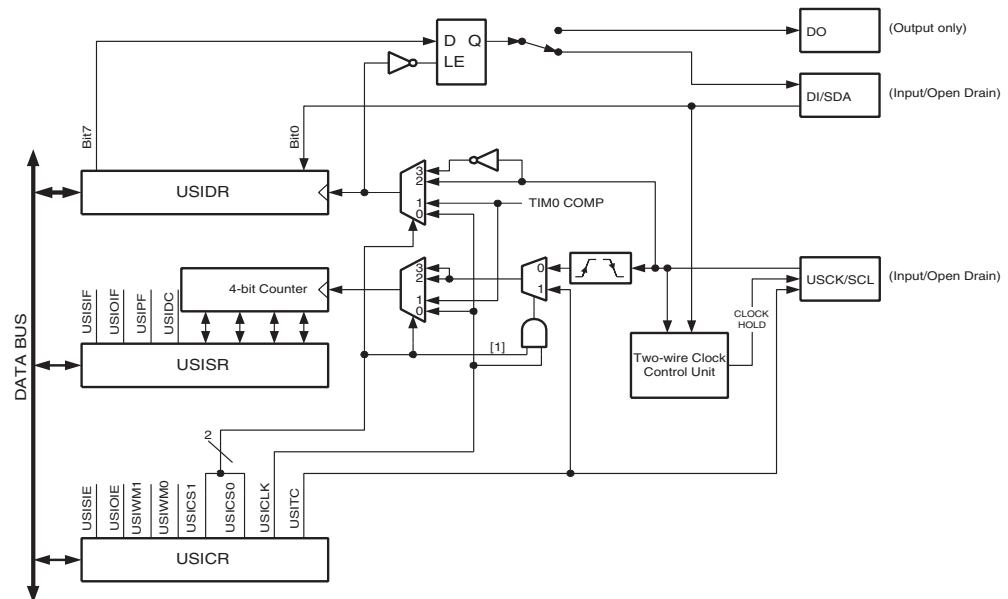 D Q
LE
DO
(Output only)
DI/SDA
(Input/Open Drain)
Bit7
Bit0
USIDR
3
2
1
0
TIM0 COMP
4-bit Counter
3
2
1
0
0
1
USCK/SCL
(Input/Open Drain)
CLOCK
HOLD
USISIF
USIOIF
USIPF
USIDC
[1]
Two-wire Clock
Control Unit
USISR
DATA BUS
2
USISIE
USIOIE
USIWM1
USIWM0
USICS1
USICS0
USICLK
USITC
USICR